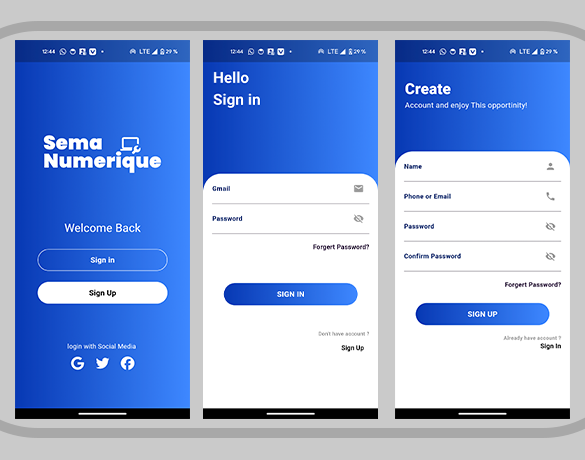 12:44 LTE 29 %
Sema
Numerique
Welcome Back
Sign in
Sign Up
login with Social Media
12:44 LTE 29 %
Hello
Sign in
Gmail
Password
Forgert Password?
SIGN IN
Don't have account ?
Sign Up
12:44 LTE 29 %
Create
Account and enjoy This opportinity!
Name
Phone or Email
Password
Confirm Password
Forgert Password?
SIGN UP
Already have account ?
Sign In